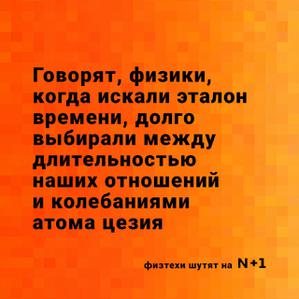 Говорят, физики,
когда искали эталон
времени, долго
выбирали между
длительностью
наших отношений
и колебаниями
атома цезия
физтехи шутят на N+1